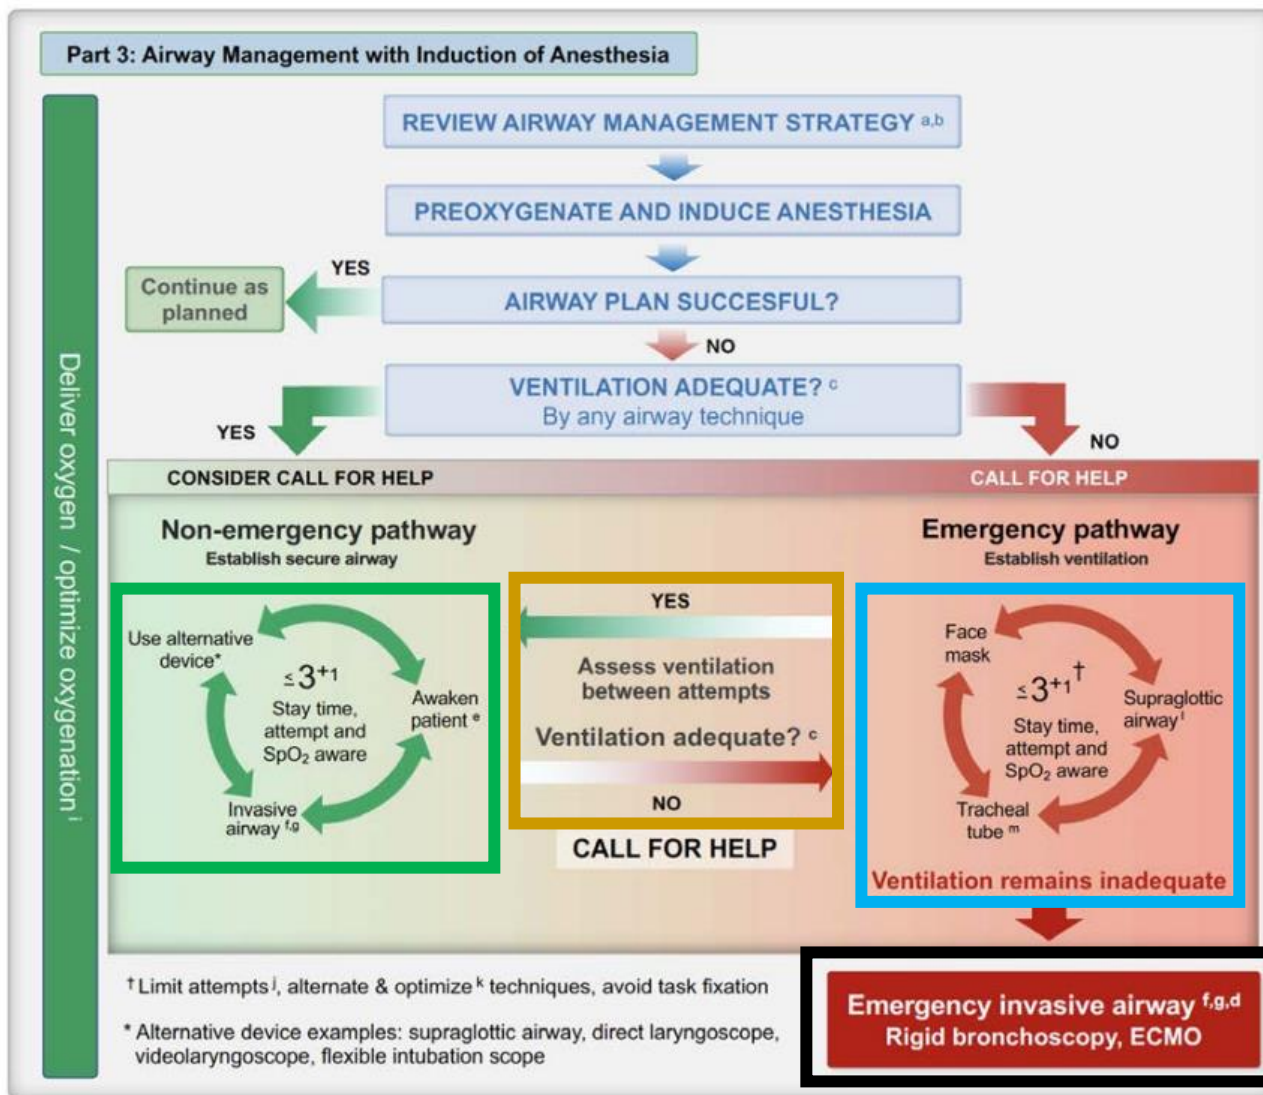 Part 3: Airway Management with Induction of Anesthesia
Deliver oxygen / optimize oxygenation j
REVIEW AIRWAY MANAGEMENT STRATEGY a,b
PREOXYGENATE AND INDUCE ANESTHESIA
AIRWAY PLAN SUCCESFUL?
YES
Continue as
planned
NO
VENTILATION ADEQUATE? c
By any airway technique
YES
NO
CONSIDER CALL FOR HELP
CALL FOR HELP
Non-emergency pathway
Establish secure airway
Use alternative
device*
Awaken
patient e
Invasive
airway f,g
≤ 3+1
Stay time,
attempt and
SpO2 aware
YES
Assess ventilation
between attempts
Ventilation adequate? c
NO
CALL FOR HELP
Emergency pathway
Establish ventilation
Face
mask
Supraglottic
airway l
Tracheal
tube m
≤ 3+1†
Stay time,
attempt and
SpO2 aware
Ventilation remains inadequate
Emergency invasive airway f,g,d
Rigid bronchoscopy, ECMO
† Limit attempts j, alternate & optimize k techniques, avoid task fixation
* Alternative device examples: supraglottic airway, direct laryngoscope,
videolaryngoscope, flexible intubation scope